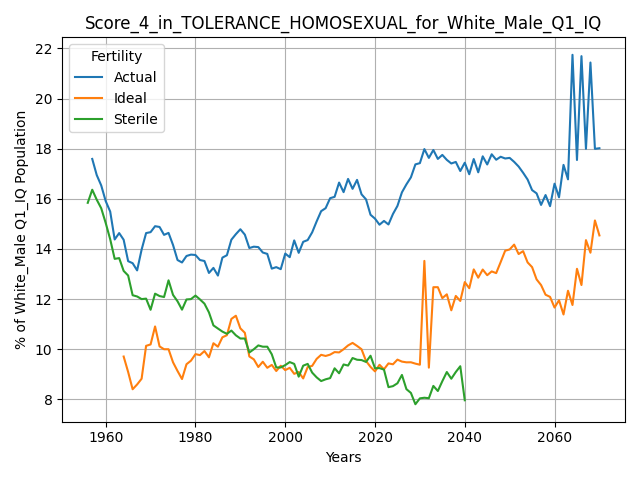 Score_4_in_TOLERANCE_HOMOSEXUAL_for_White_Male_Q1_IQ
Fertility
Actual
Ideal
Sterile
% of White_Male Q1_IQ Population
22
20
18
16
14
12
10
8
1960 1980 2000 2020 2040 2060
Years